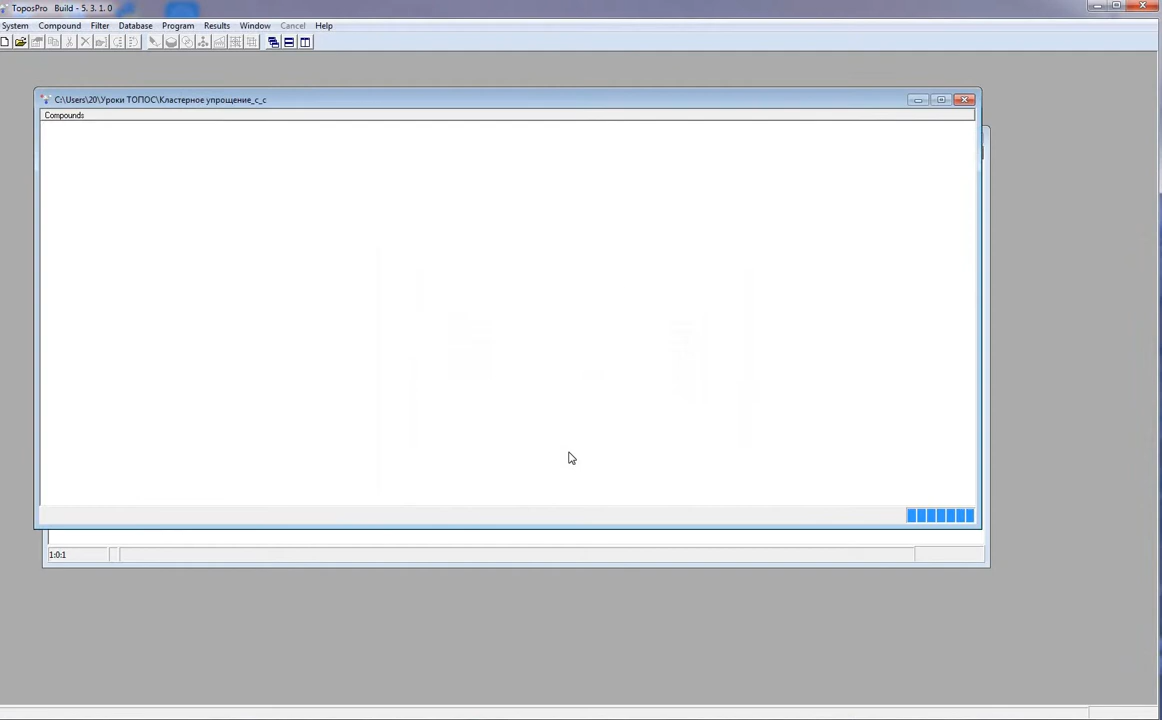 ToposPro Build - 5. 3. 1. 0
System Compound Filter Database Program Results Window Cancel Help
C:\Users\20\Уроки ТОПОС\Кластерное упрощение_c_c
Compounds
1:0:1